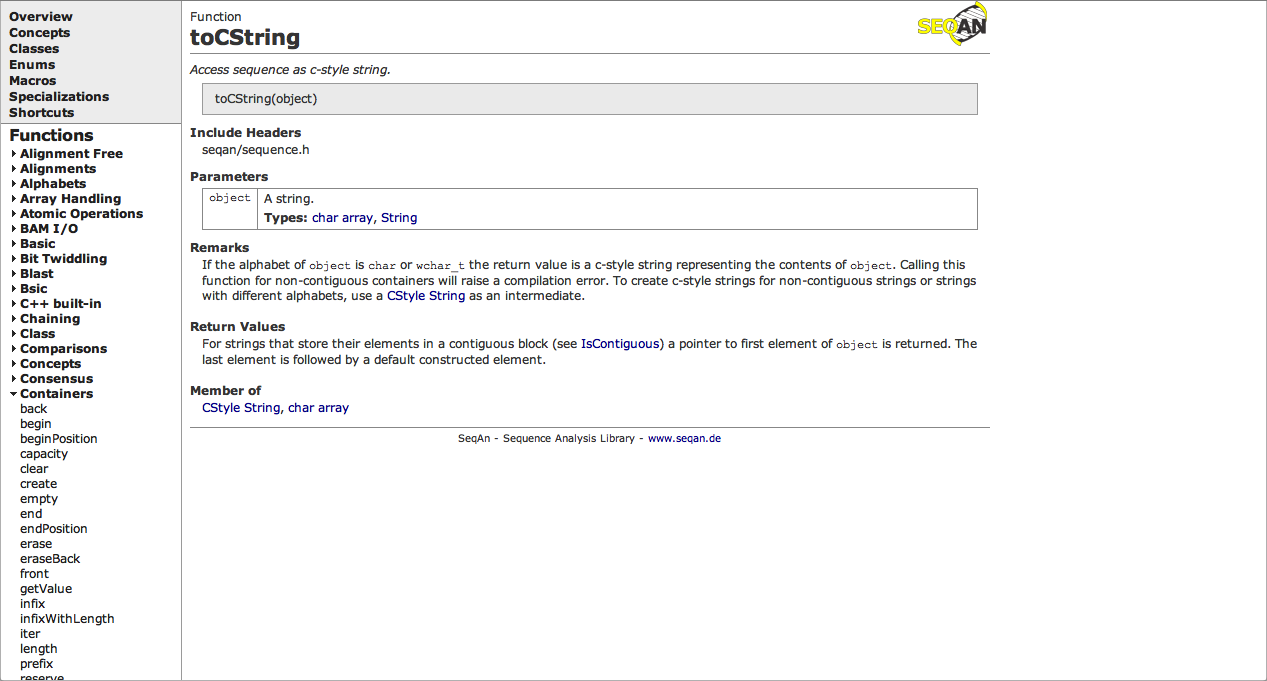 Overview
Concepts
Classes
Enums
Macros
Specializations
Shortcuts
Functions
Alignment Free
Alignments
Alphabets
Array Handling
Atomic Operations
BAM I/O
Basic
Bit Twiddling
Blast
Bsic
C++ built-in
Chaining
Class
Comparisons
Concepts
Consensus
Containers
back
begin
beginPosition
capacity
clear
create
empty
end
endPosition
erase
eraseBack
front
getValue
infix
infixWithLength
iter
length
prefix
reserve
Function
toCString
SEQAN
Access sequence as c-style string.
toCString(object)
Include Headers
seqan/sequence.h
Parameters
object A string.
Types: char array, String
Remarks
If the alphabet of object is char or wchar_t the return value is a c-style string representing the contents of object. Calling this
function for non-contiguous containers will raise a compilation error. To create c-style strings for non-contiguous strings or strings
with different alphabets, use a CStyle String as an intermediate.
Return Values
For strings that store their elements in a contiguous block (see IsContiguous) a pointer to first element of object is returned. The
last element is followed by a default constructed element.
Member of
CStyle String, char array
SeqAn - Sequence Analysis Library - www.seqan.de